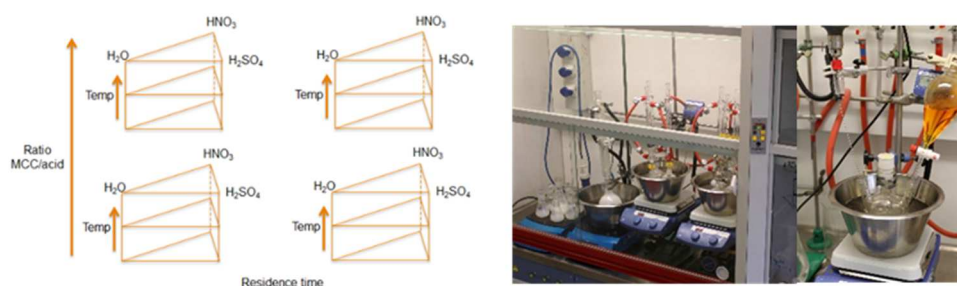 HNO3
H2O
H2SO4
Temp
HNO3
H2O
H2SO4
Temp
Ratio
MCC/acid
HNO3
H2O
H2SO4
Temp
HNO3
H2O
H2SO4
Temp
Residence time